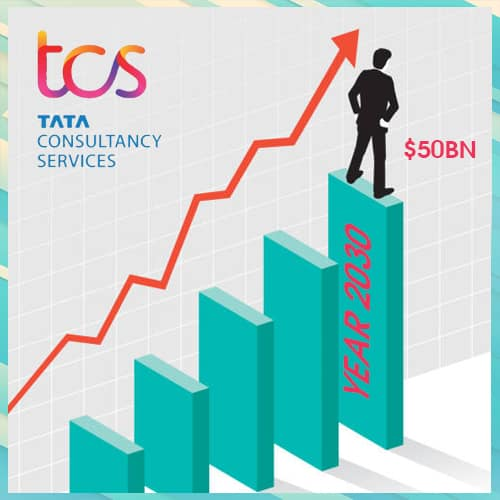 tcs
TATA
CONSULTANCY
SERVICES
$50BN
YEAR 2030